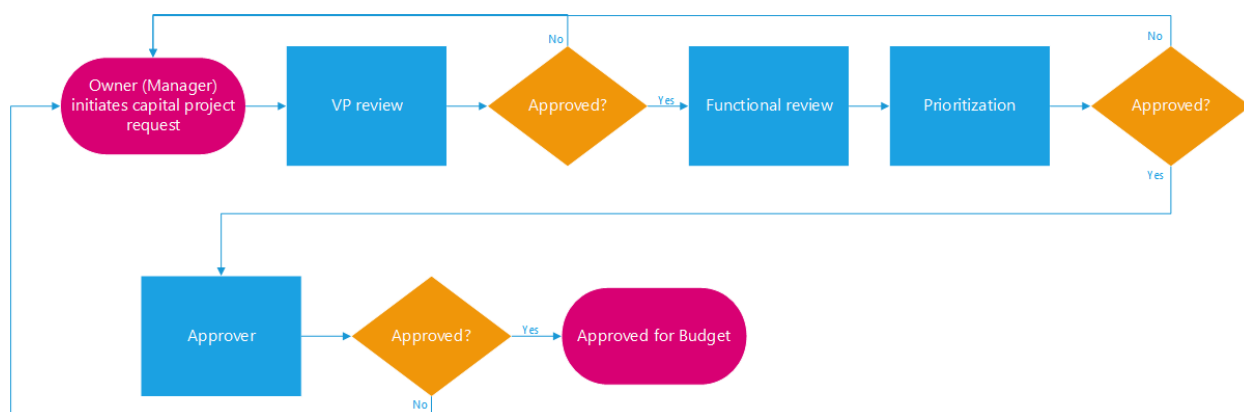 No
No
Owner (Manager)
initiates capital project
request
VP review
Approved?
Yes
Functional review
Prioritization
Approved?
Yes
Approver
Approved?
Yes
Approved for Budget
No